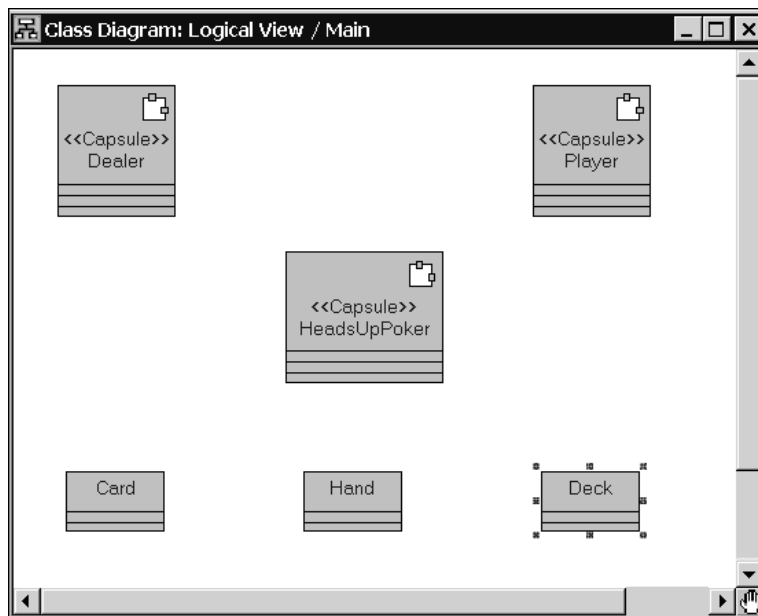 Class Diagram: Logical View / Main
<<Capsule>>
Dealer
<<Capsule>>
Player
<<Capsule>>
HeadsUpPoker
Card
Hand
Deck